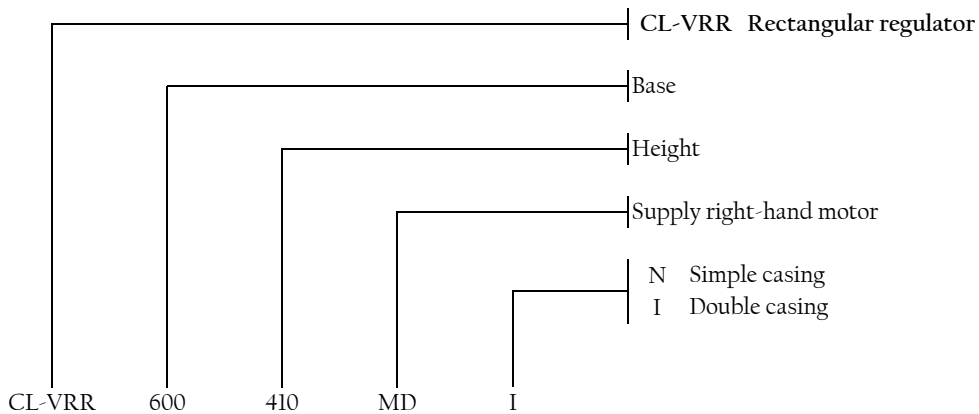 CL-VRR Rectangular regulator
Base
Height
Supply right-hand motor
N Simple casing
I Double casing
CL-VRR 600 410 MD I